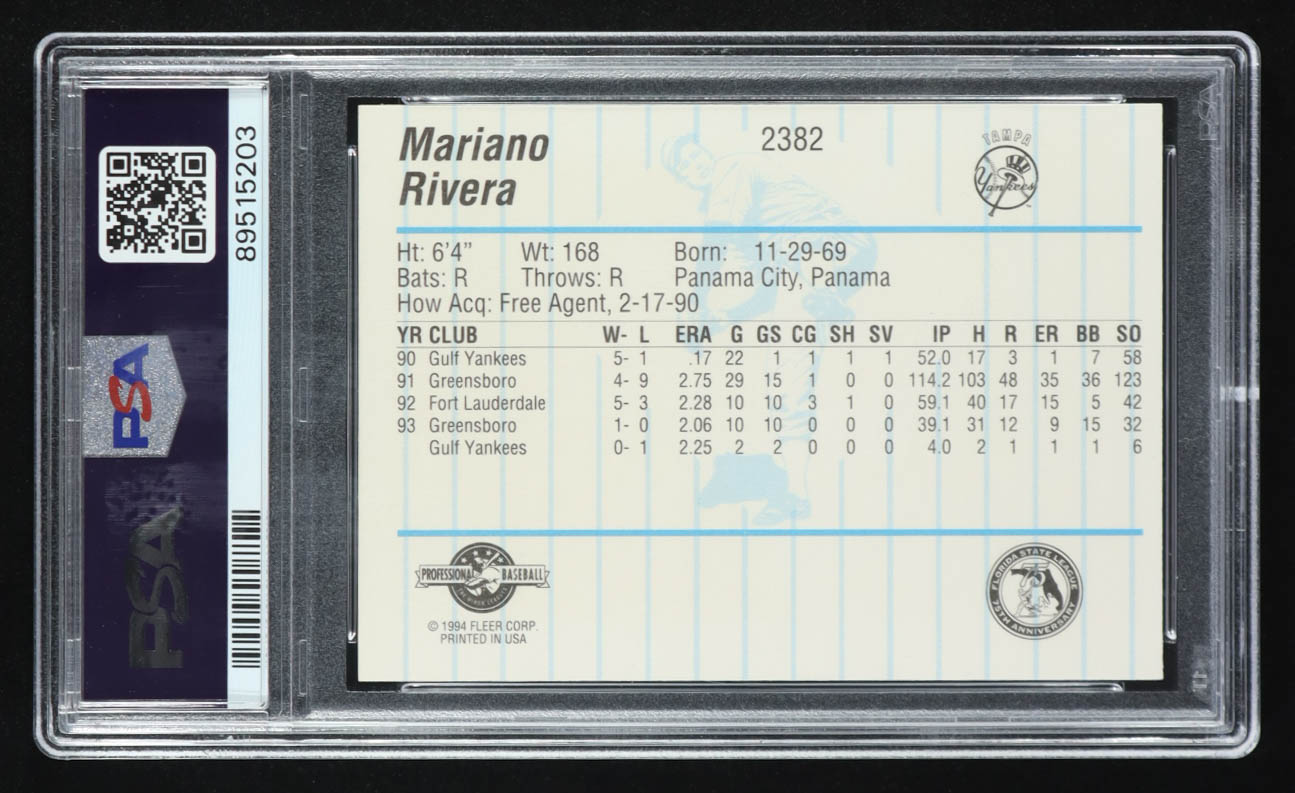 89515203
PSA
PSA
PSA
Mariano
Rivera
2382
TAMPA
Yankees
Ht: 6'4" Wt: 168 Born: 11-29-69
Bats: R Throws: R Panama City, Panama
How Acq: Free Agent, 2-17-90
YR CLUB W- L ERA G GS CG SH SV IP H R ER BB SO
90 Gulf Yankees 5- 1 .17 22 1 1 1 1 52.0 17 3 1 7 58
91 Greensboro 4- 9 2.75 29 15 1 0 0 114.2 103 48 35 36 123
92 Fort Lauderdale 5- 3 2.28 10 10 3 1 0 59.1 40 17 15 5 42
93 Greensboro 1- 0 2.06 10 10 0 0 0 39.1 31 12 9 15 32
Gulf Yankees 0- 1 2.25 2 2 0 0 0 4.0 2 1 1 1 6
PROFESSIONAL BASEBALL
THE MINOR LEAGUES
© 1994 FLEER CORP.
PRINTED IN USA
FLORIDA STATE LEAGUE
75TH ANNIVERSARY